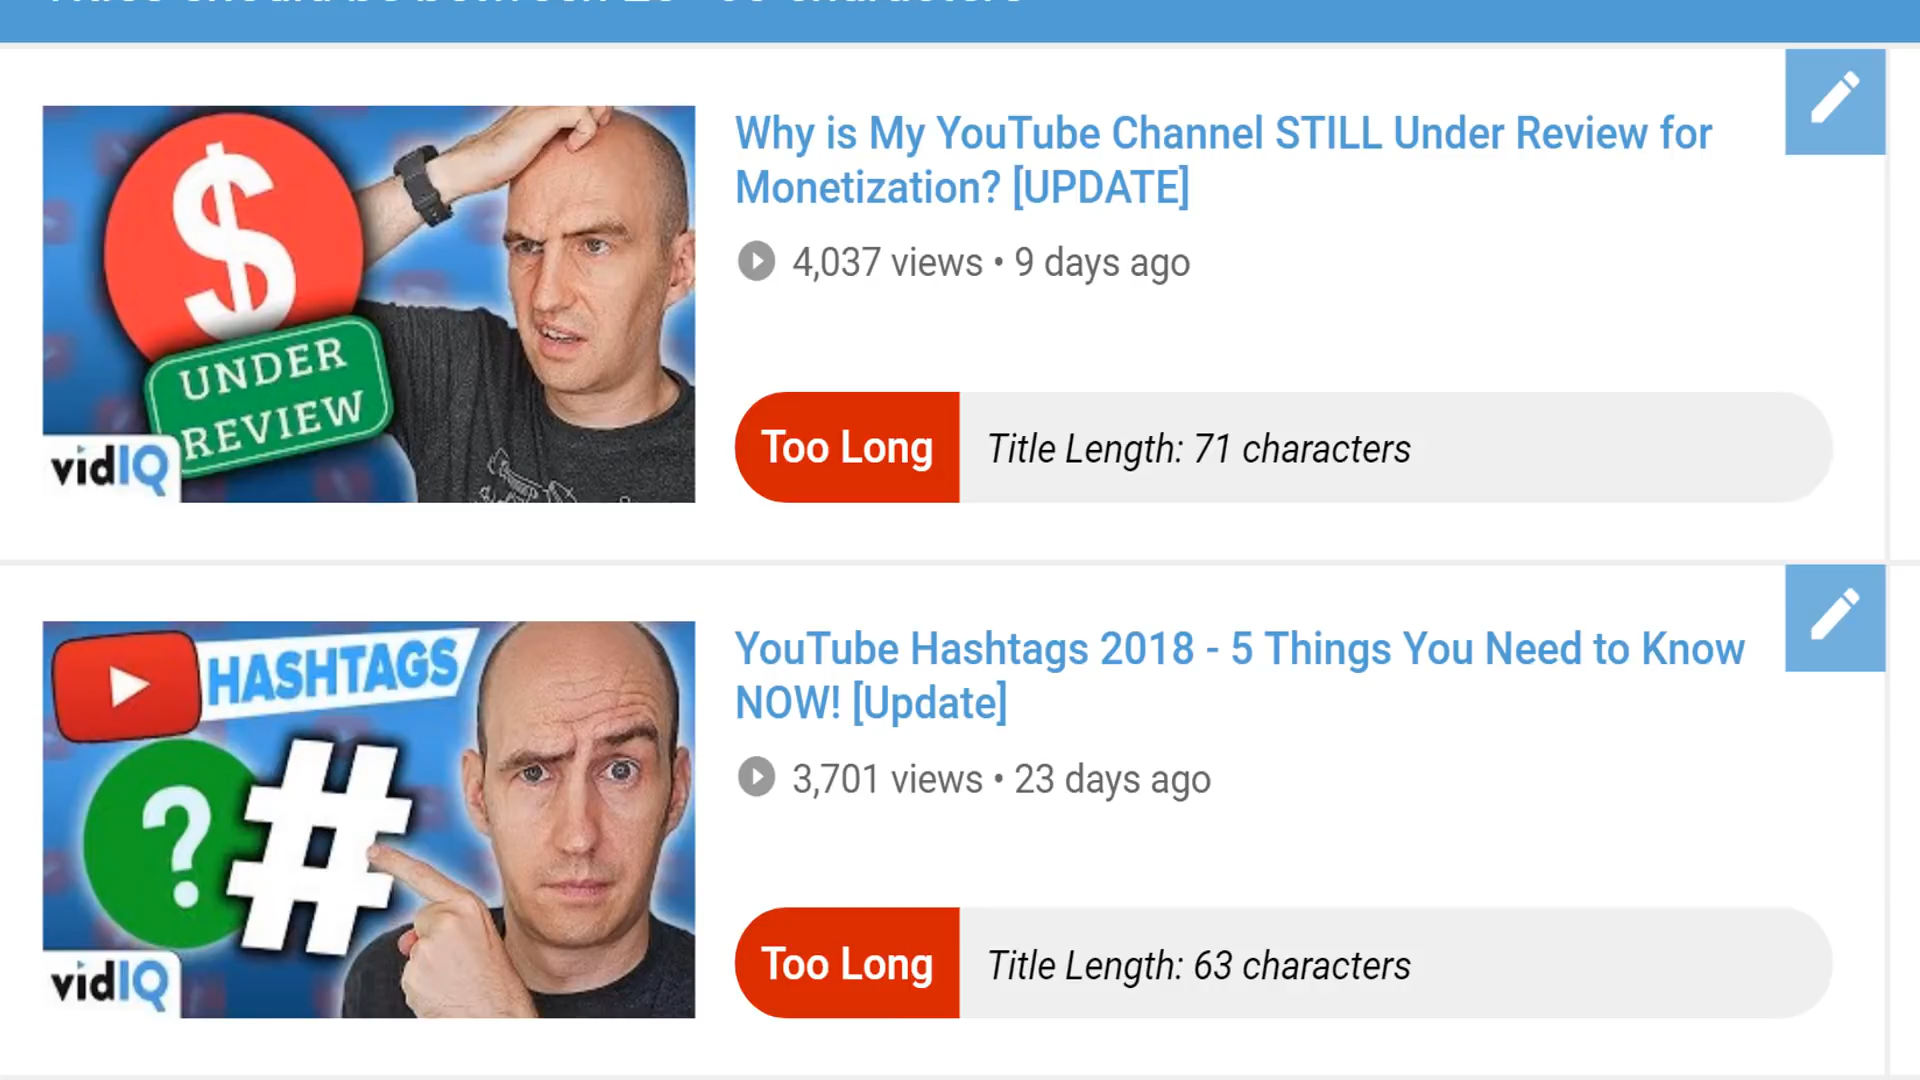 Why is My YouTube Channel STILL Under Review for
Monetization? [UPDATE]
4,037 views • 9 days ago
Too Long
Title Length: 71 characters
$
UNDER
REVIEW
vidIQ
YouTube Hashtags 2018 - 5 Things You Need to Know
NOW! [Update]
3,701 views • 23 days ago
Too Long
Title Length: 63 characters
HASHTAGS
?#
vidIQ